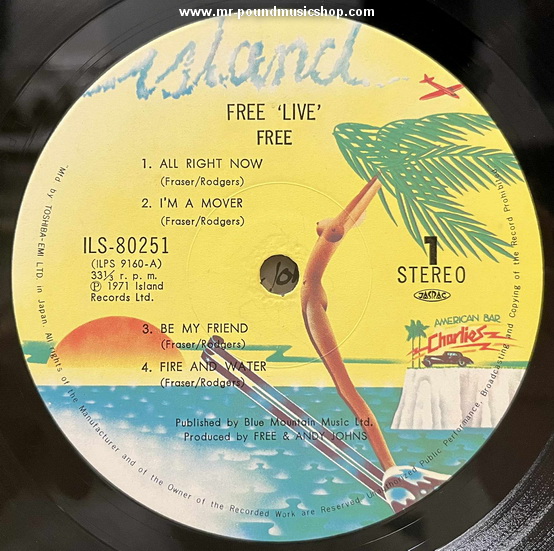 www.mr-poundmusicshop.com
island
FREE 'LIVE'
FREE
1. ALL RIGHT NOW
(Fraser/Rodgers)
2. I'M A MOVER
(Fraser/Rodgers)
ILS-80251
(ILPS 9160-A)
33⅓ r. p. m.
Ⓟ 1971 Island
Records Ltd.
1
STEREO
JASRAC
3. BE MY FRIEND
(Fraser/Rodgers)
4. FIRE AND WATER
(Fraser/Rodgers)
AMERICAN BAR
Charlies
Published by Blue Mountain Music Ltd.
Produced by FREE & ANDY JOHNS
Mfd by TOSHIBA-EMI LTD. in Japan. All Rights of the Manufacturer and of the Owner of the Recorded Work are Reserved. Unauthorized Public Performance, Broadcasting and Copying of the Record Prohibited